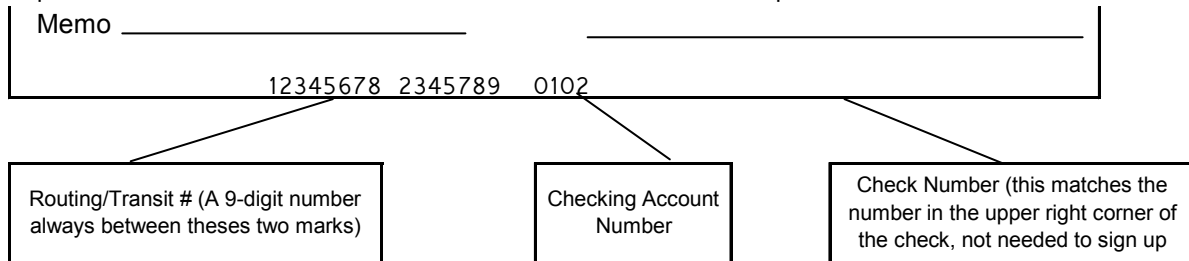 Memo
12345678 2345789 0102
Routing/Transit # (A 9-digit number
always between theses two marks)
Checking Account
Number
Check Number (this matches the
number in the upper right corner of
the check, not needed to sign up